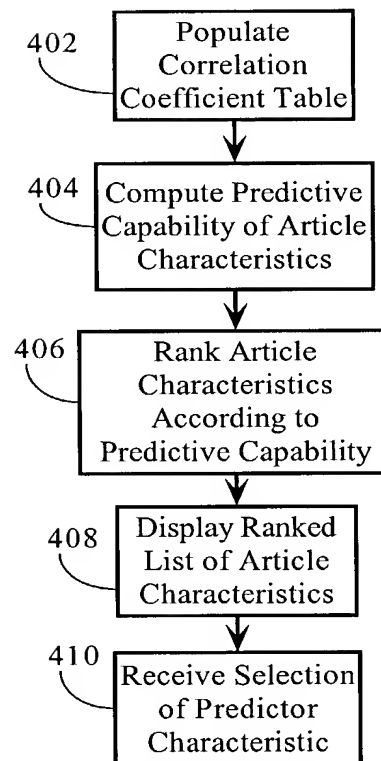 402
Populate
Correlation
Coefficient Table
404
Compute Predictive
Capability of Article
Characteristics
406
Rank Article
Characteristics
According to
Predictive Capability
408
Display Ranked
List of Article
Characteristics
410
Receive Selection
of Predictor
Characteristic